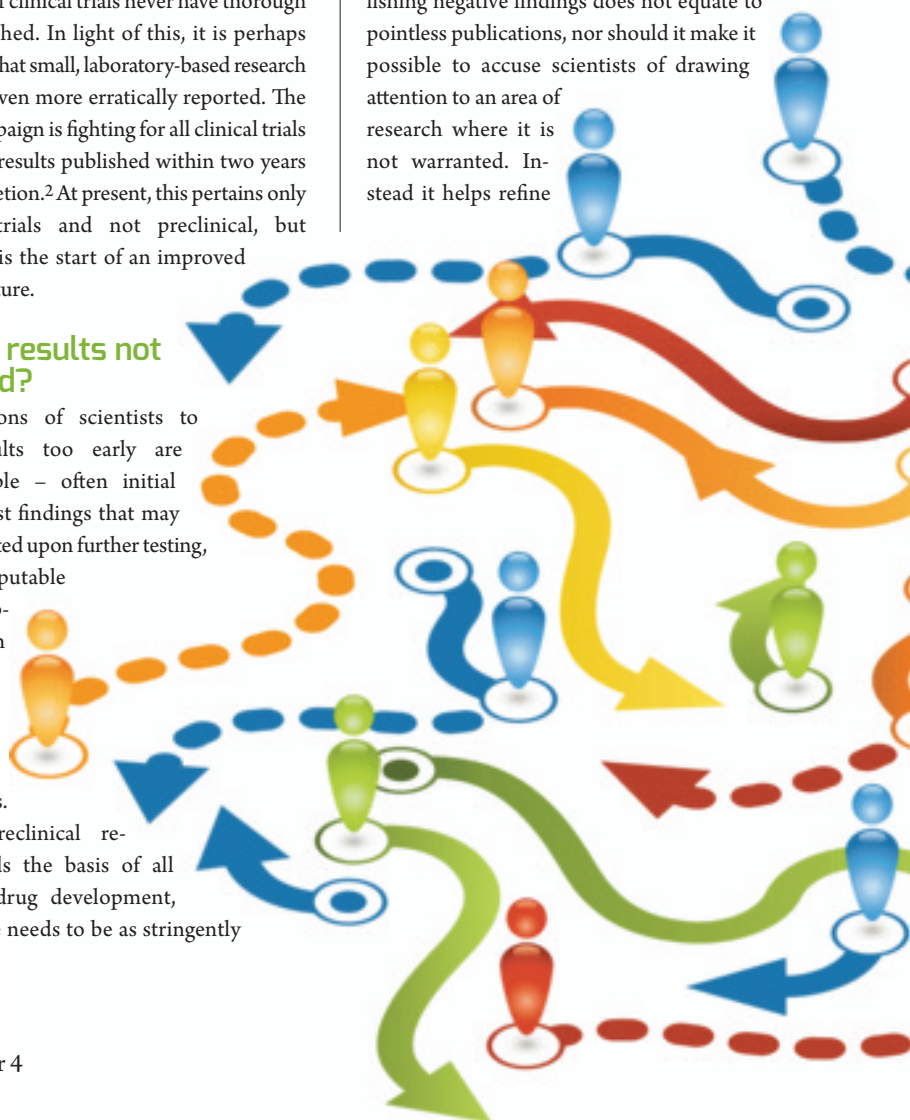 clinical trials never have thorough
hed. In light of this, it is perhaps
hat small, laboratory-based research
ven more erratically reported. The
paign is fighting for all clinical trials
results published within two years
etion.2 At present, this pertains only
trials and not preclinical, but
is the start of an improved
ture.
results not
d?
ons of scientists to
ults too early are
ble – often initial
st findings that may
ted upon further testing,
putable
o-
n
s.
reclinical re-
ls the basis of all
drug development,
e needs to be as stringently
r 4
lishing negative findings does not equate to
pointless publications, nor should it make it
possible to accuse scientists of drawing
attention to an area of
research where it is
not warranted. In-
stead it helps refine